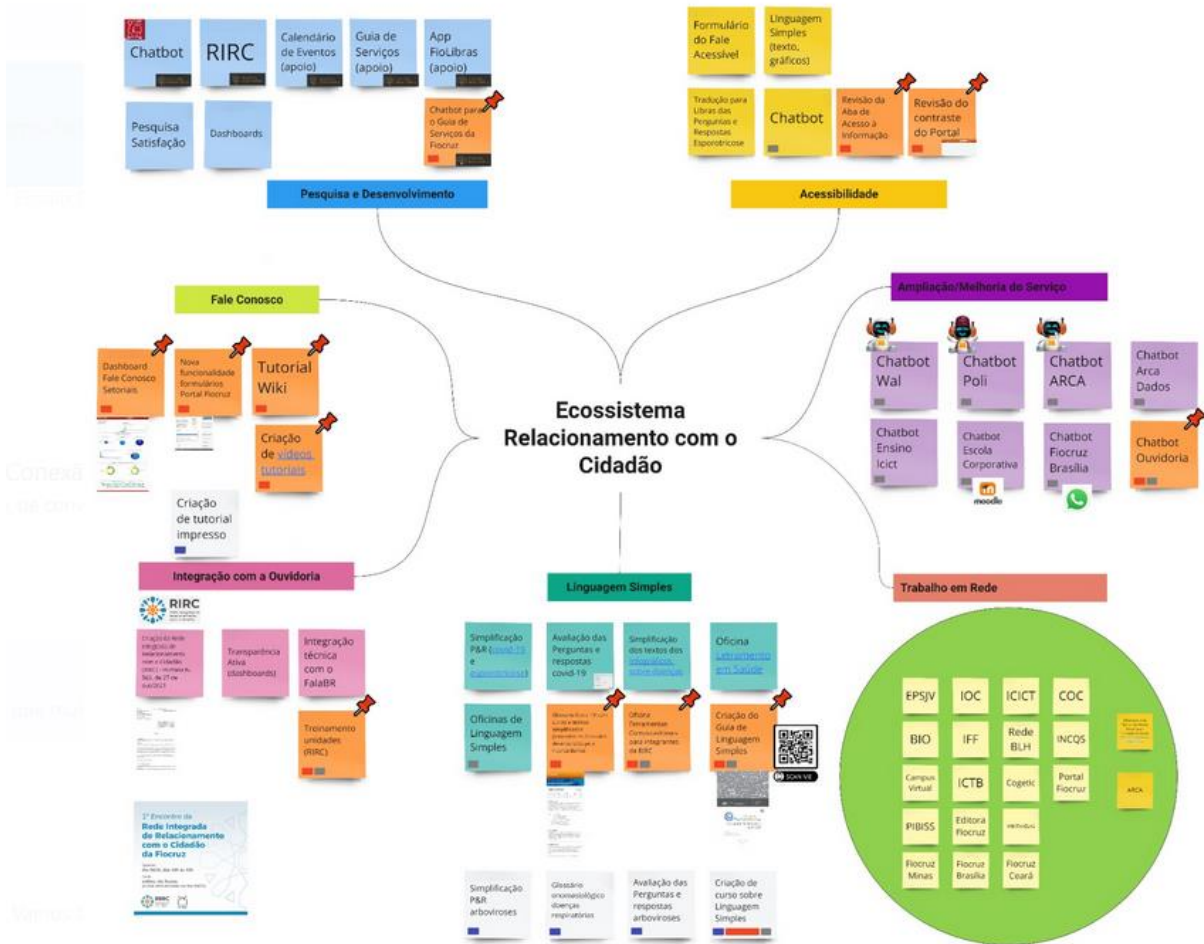 Chatbot
RIRC
Calendário
de Eventos
(apoio)
Guia de
Serviços
(apoio)
App
FioLibras
(apoio)
Pesquisa
Satisfação
Dashboards
Chatbot para
o Guia de
Serviços da
Fiocruz
Pesquisa e Desenvolvimento
Formulário
do Fale
Acessível
Linguagem
Simples
(texto,
gráficos)
Tradução para
Libras das
Perguntas e
Respostas
Esporotricose
Chatbot
Revisão da
Aba de
Acesso à
Informação
Revisão do
contraste
do Portal
Acessibilidade
Fale Conosco
Dashboard
Fale Conosco
Setoriais
Nova
funcionalidade
formulários
Portal Fiocruz
Tutorial
Wiki
Criação
de vídeos
tutoriais
Criação
de tutorial
impresso
Ampliação/Melhoria do Serviço
Chatbot
Wal
Chatbot
Poli
Chatbot
ARCA
Chatbot
Arca
Dados
Chatbot
Ensino
Icict
Chatbot
Escola
Corporativa
moodle
Chatbot
Fiocruz
Brasília
Chatbot
Ouvidoria
Ecossistema
Relacionamento com o
Cidadão
Integração com a Ouvidoria
RIRC
Criação da Rede
Integrada de
Relacionamento
com o Cidadão
Transparência
Ativa
(dashboards)
Integração
técnica
com o
FalaBR
Treinamento
unidades
(RIRC)
1º Encontro da
Rede Integrada
de Relacionamento
com o Cidadão
da Fiocruz
RIRC
Linguagem Simples
Simplificação
P&R (covid-19
e
esporotricose)
Avaliação das
Perguntas e
respostas
covid-19
Simplificação
dos textos dos
infográficos
sobre doenças
Oficina
Letramento
em Saúde
Oficinas de
Linguagem
Simples
Oficina
Ferramentas
para integrantes
da RIRC
Criação do
Guia de
Linguagem
Simples
SCAN ME
Simplificação
P&R
arboviroses
Glossário
onomasiológico
doenças
respiratórias
Avaliação das
Perguntas e
respostas
arboviroses
Criação de
curso sobre
Linguagem
Simples
Trabalho em Rede
EPSJV
IOC
ICICT
COC
BIO
IFF
Rede
BLH
INCQS
Campus
Virtual
ICTB
Cogetic
Portal
Fiocruz
ARCA
PIBISS
Editora
Fiocruz
Fiocruz
Minas
Fiocruz
Brasília
Fiocruz
Ceará